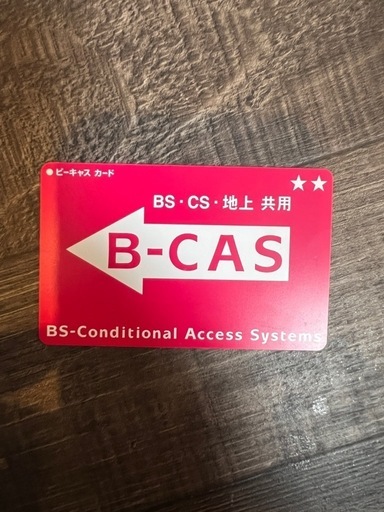 ビーキャス カード
★★
BS・CS・地上 共用
B-CAS
BS-Conditional Access Systems